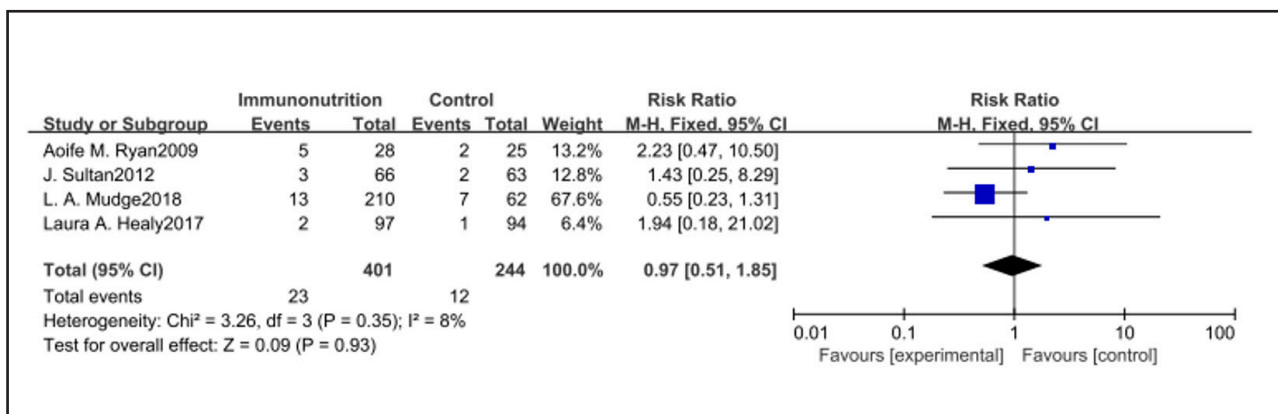 Immunonutrition Control Risk Ratio Risk Ratio
Study or Subgroup Events Total Events Total Weight M-H, Fixed, 95% CI M-H, Fixed, 95% CI
Aoife M. Ryan2009 5 28 2 25 13.2% 2.23 [0.47, 10.50]
J. Sultan2012 3 66 2 63 12.8% 1.43 [0.25, 8.29]
L. A. Mudge2018 13 210 7 62 67.6% 0.55 [0.23, 1.31]
Laura A. Healy2017 2 97 1 94 6.4% 1.94 [0.18, 21.02]
Total (95% CI) 401 244 100.0% 0.97 [0.51, 1.85]
Total events 23 12
Heterogeneity: Chi² = 3.26, df = 3 (P = 0.35); I² = 8%
Test for overall effect: Z = 0.09 (P = 0.93)
0.01 0.1 1 10 100
Favours [experimental] Favours [control]